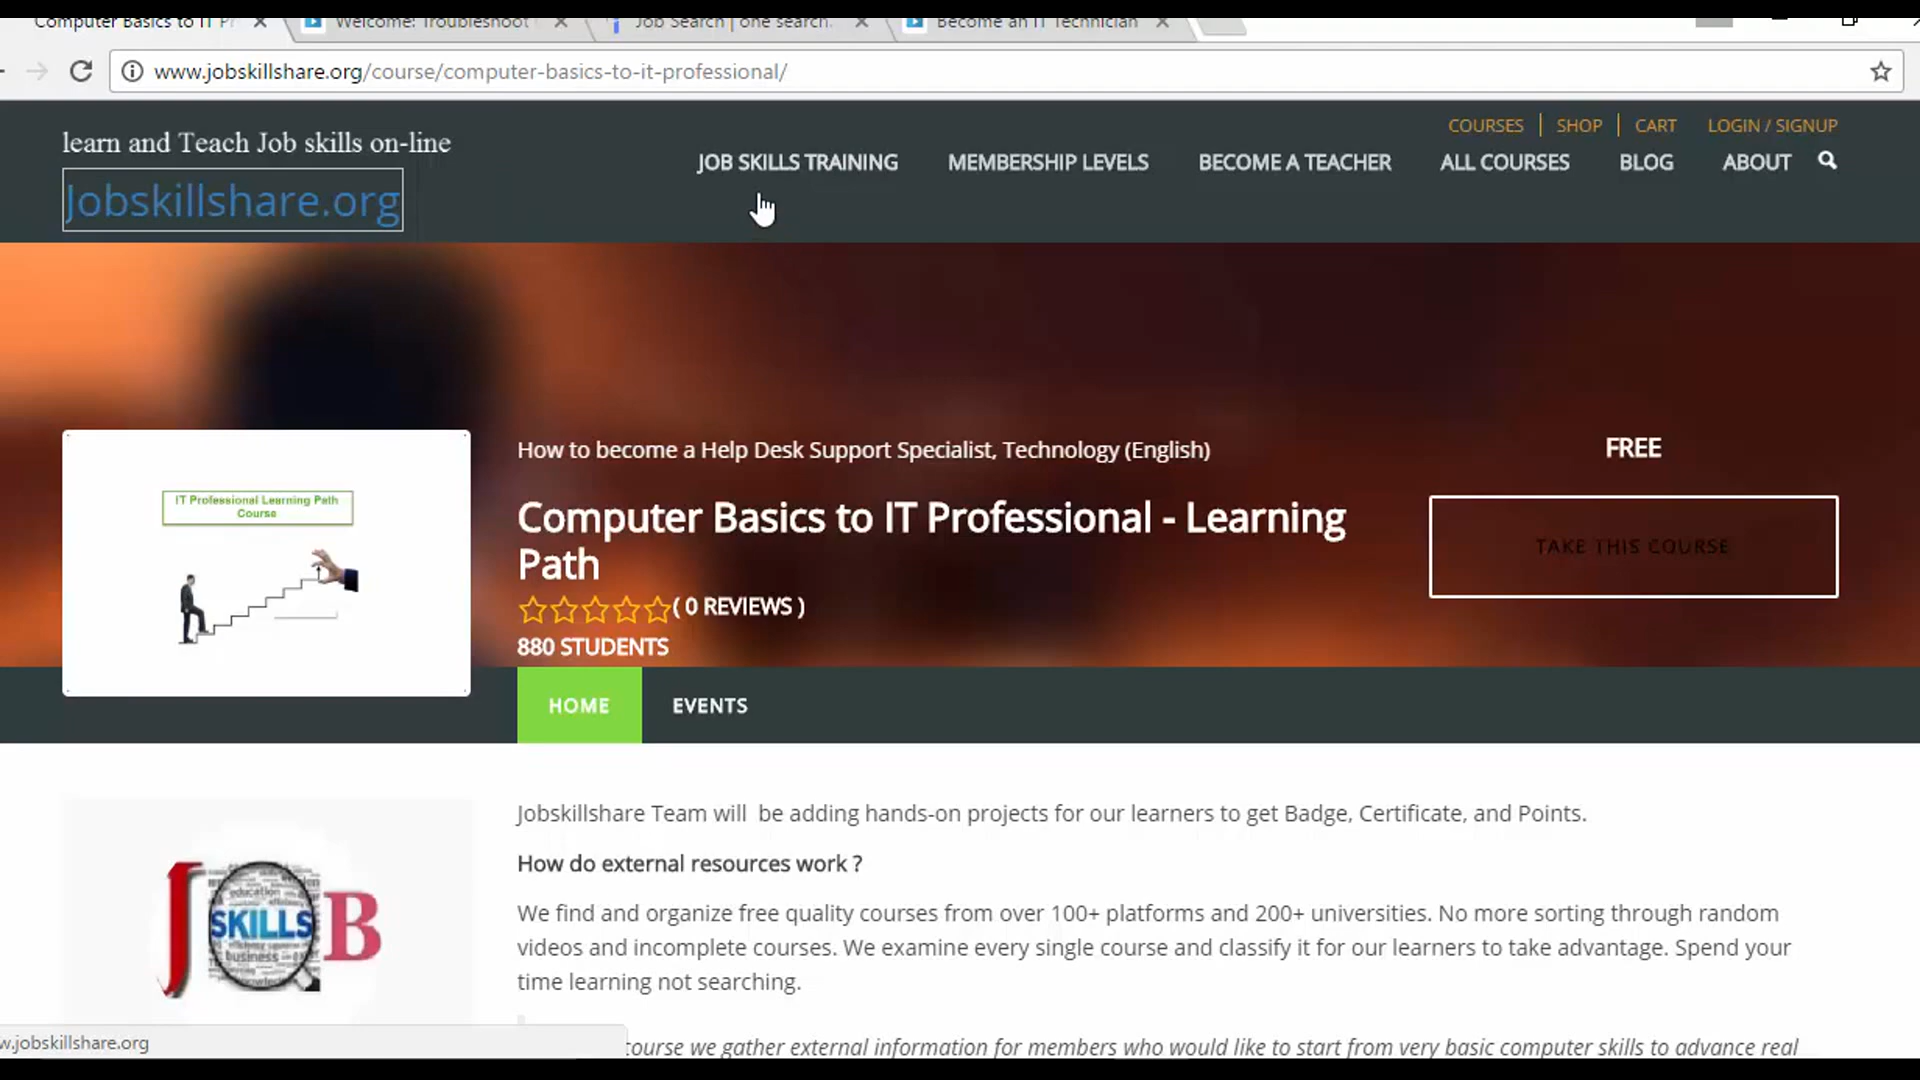 Computer Basics to IT Pr
Welcome: Troubleshoot
Job Search | one search.
Become an IT Technician
www.jobskillshare.org/course/computer-basics-to-it-professional/
learn and Teach Job skills on-line
Jobskillshare.org
COURSES
SHOP
CART
LOGIN / SIGNUP
JOB SKILLS TRAINING
MEMBERSHIP LEVELS
BECOME A TEACHER
ALL COURSES
BLOG
ABOUT
IT Professional Learning Path
Course
How to become a Help Desk Support Specialist, Technology (English)
Computer Basics to IT Professional - Learning
Path
( 0 REVIEWS )
880 STUDENTS
FREE
TAKE THIS COURSE
HOME
EVENTS
JOB
SKILLS
education
business
Jobskillshare Team will  be adding hands-on projects for our learners to get Badge, Certificate, and Points.
How do external resources work ?
We find and organize free quality courses from over 100+ platforms and 200+ universities. No more sorting through random
videos and incomplete courses. We examine every single course and classify it for our learners to take advantage. Spend your
time learning not searching.
course we gather external information for members who would like to start from very basic computer skills to advance real
w.jobskillshare.org